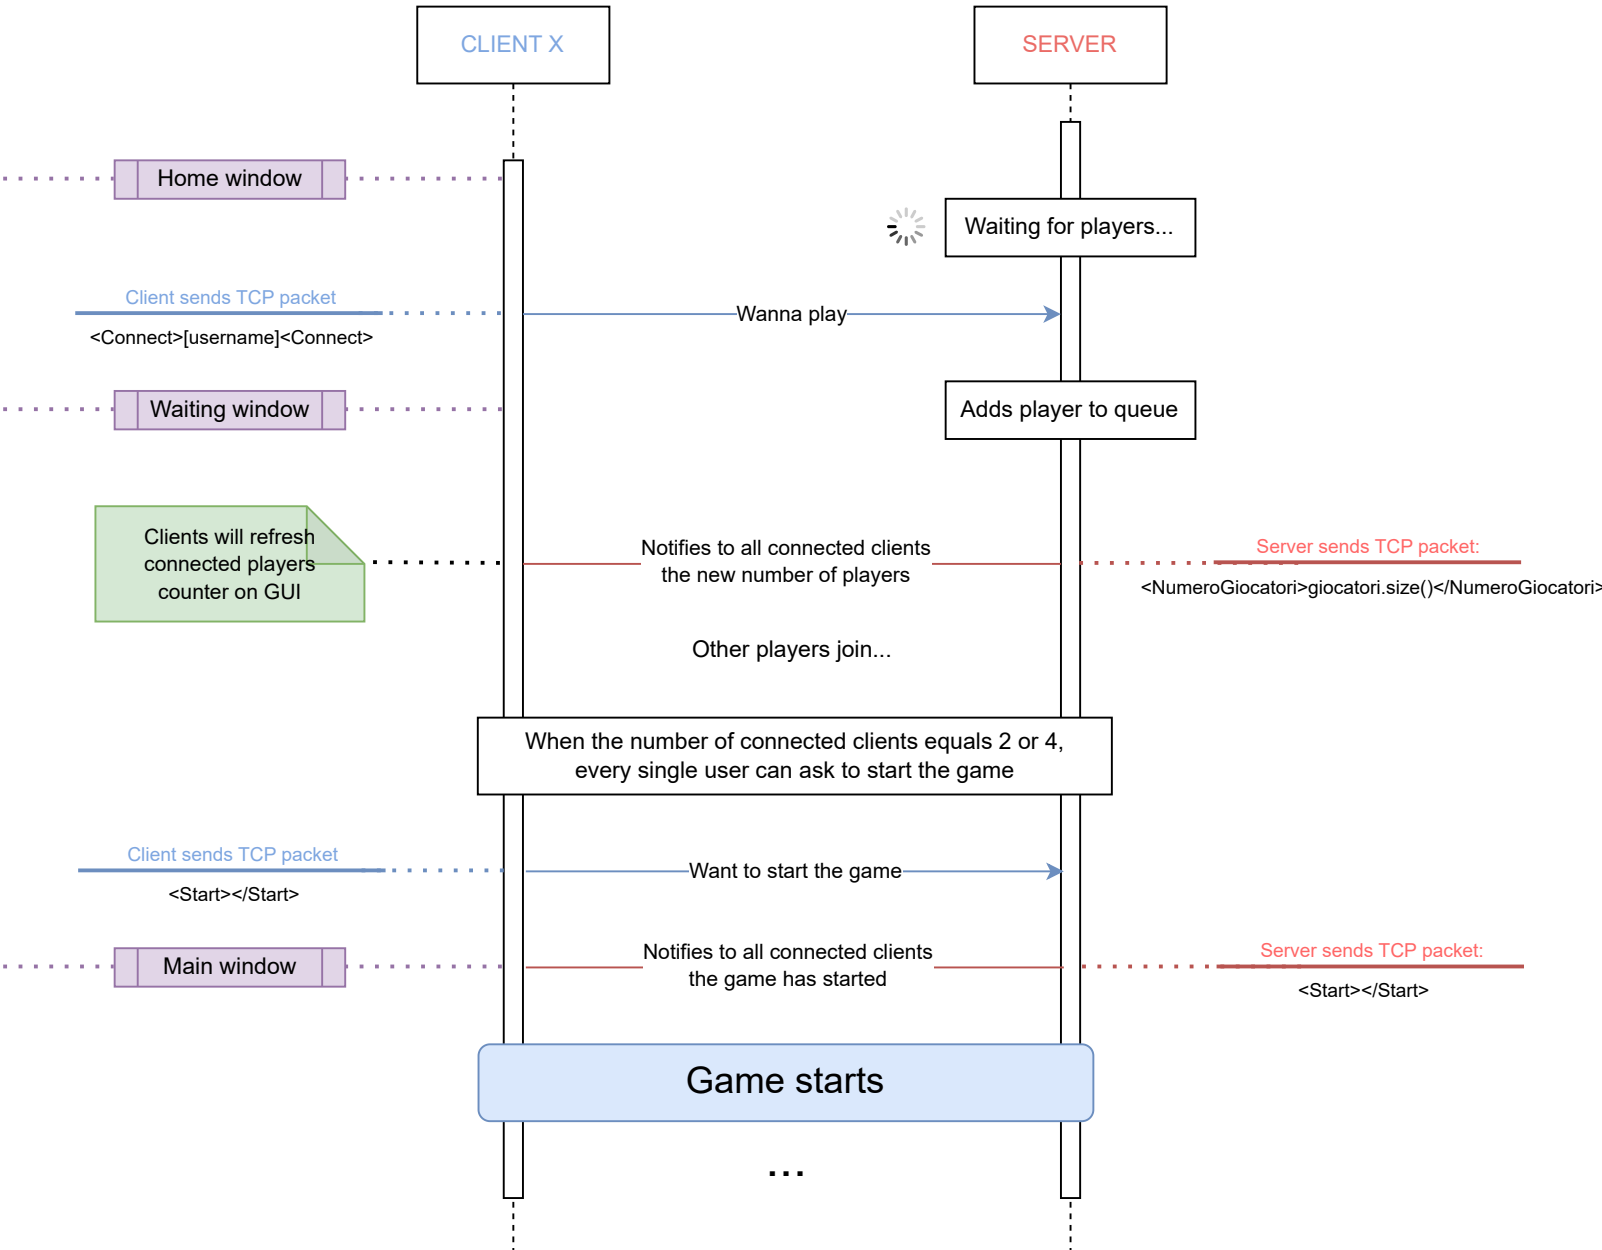 CLIENT X
SERVER
Home window
Waiting for players...
Client sends TCP packet
<Connect>[username]<Connect>
Wanna play
Waiting window
Adds player to queue
Clients will refresh
connected players
counter on GUI
Notifies to all connected clients
the new number of players
Server sends TCP packet:
<NumeroGiocatori>giocatori.size()</NumeroGiocatori>
Other players join...
When the number of connected clients equals 2 or 4,
every single user can ask to start the game
Client sends TCP packet
<Start></Start>
Want to start the game
Main window
Notifies to all connected clients
the game has started
Server sends TCP packet:
<Start></Start>
Game starts
...